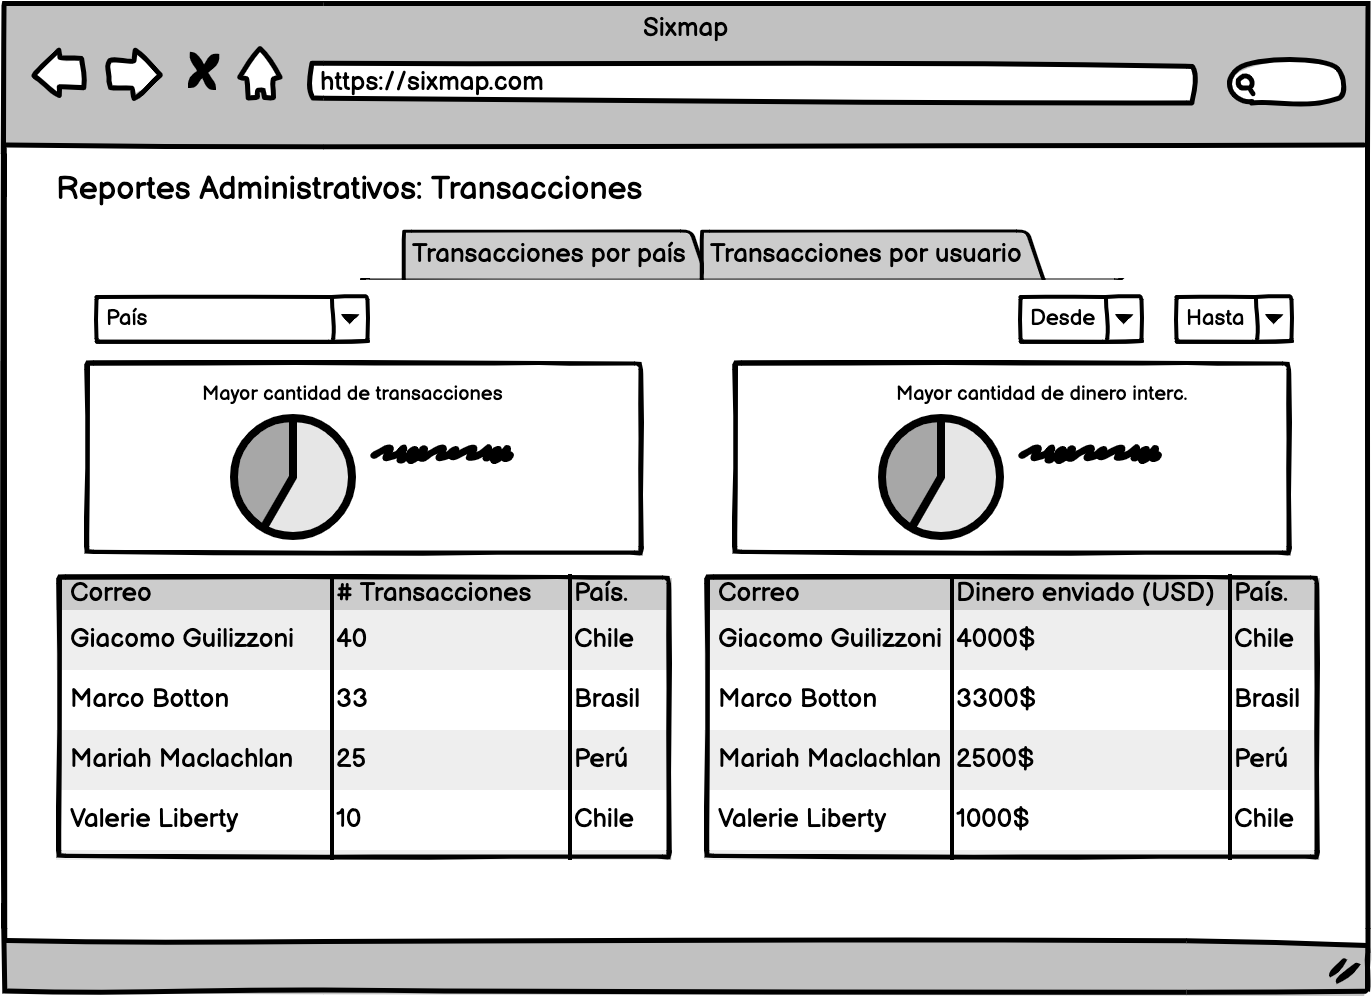 Sixmap
https://sixmap.com
Reportes Administrativos: Transacciones
Transacciones por país
Transacciones por usuario
País
Desde
Hasta
Mayor cantidad de transacciones
Mayor cantidad de dinero interc.
Correo # Transacciones País.
Giacomo Guilizzoni 40 Chile
Marco Botton 33 Brasil
Mariah Maclachlan 25 Perú
Valerie Liberty 10 Chile
Correo Dinero enviado (USD) País.
Giacomo Guilizzoni 4000$ Chile
Marco Botton 3300$ Brasil
Mariah Maclachlan 2500$ Perú
Valerie Liberty 1000$ Chile